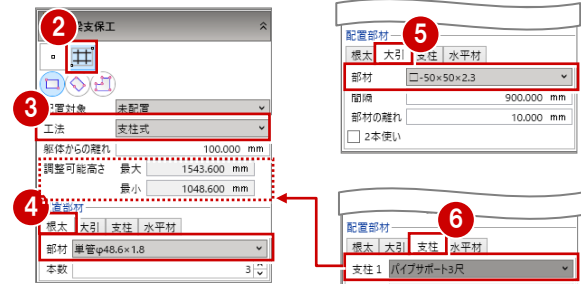 2
支保工
3
配置対象 未配置
工法 支柱式
躯体からの離れ 100.000 mm
調整可能高さ 最大 1543.600 mm
最小 1048.600 mm
4
配置部材
根太 大引 支柱 水平材
部材 単管φ48.6×1.8
本数 3
5
配置部材
根太 大引 支柱 水平材
部材 □-50×50×2.3
間隔 900.000 mm
部材の離れ 10.000 mm
2本使い
6
配置部材
根太 大引 支柱 水平材
支柱 1 パイプサポート3尺